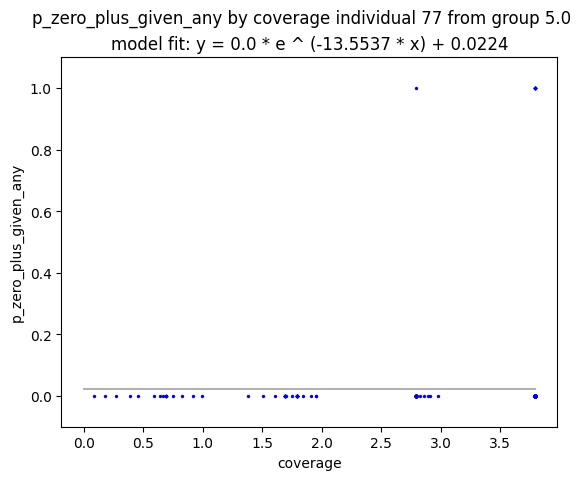 p_zero_plus_given_any by coverage individual 77 from group 5.0
model fit: y = 0.0 * e ^ (-13.5537 * x) + 0.0224
p_zero_plus_given_any
1.0
0.8
0.6
0.4
0.2
0.0
0.0 0.5 1.0 1.5 2.0 2.5 3.0 3.5
coverage